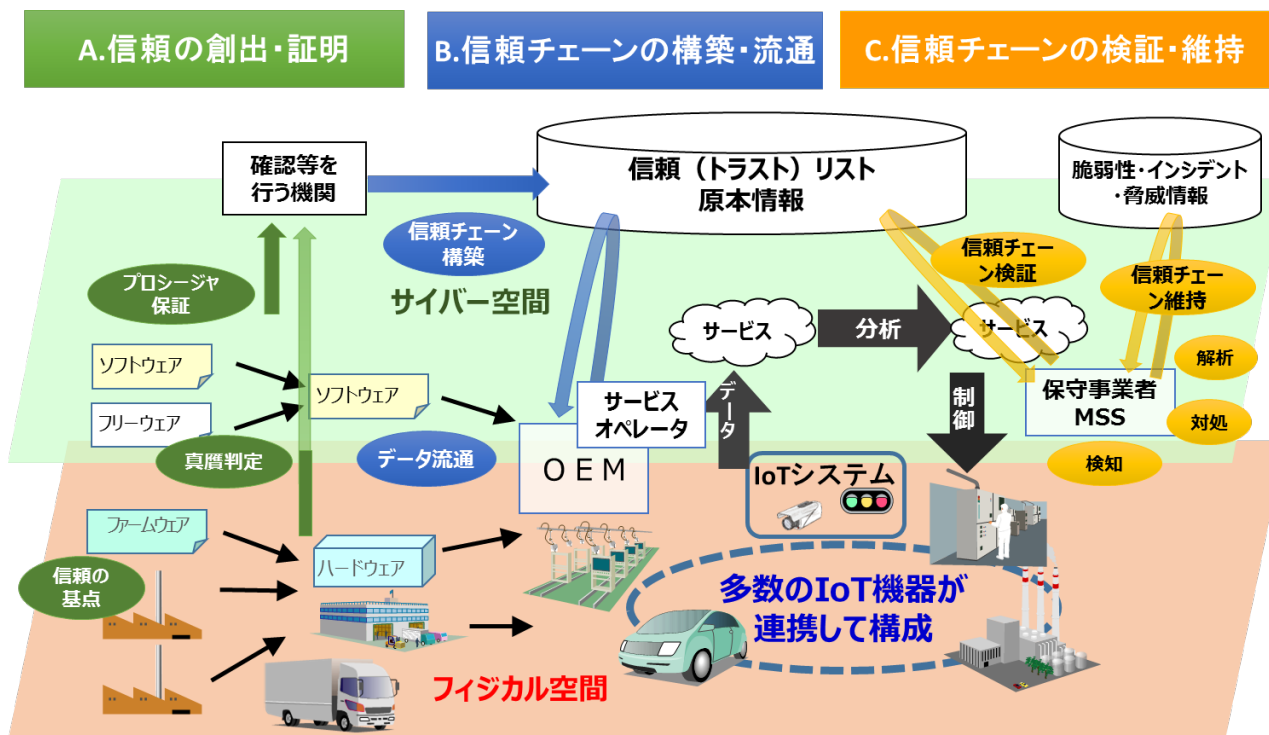 A.信頼の創出・証明
B.信頼チェーンの構築・流通
C.信頼チェーンの検証・維持
確認等を
行う機関
信頼（トラスト）リスト
原本情報
脆弱性・インシデント
・脅威情報
信頼チェーン
構築
信頼チェー
ン検証
信頼チェー
ン維持
プロシージャ
保証
サイバー空間
サービス
分析
サービス
解析
ソフトウェア
ソフトウェア
フリーウェア
サービス
オペレータ
データ
制御
保守事業者
MSS
対処
真贋判定
データ流通
ＯＥＭ
検知
IoTシステム
ファームウェア
ハードウェア
信頼の
基点
多数のIoT機器が
連携して構成
フィジカル空間